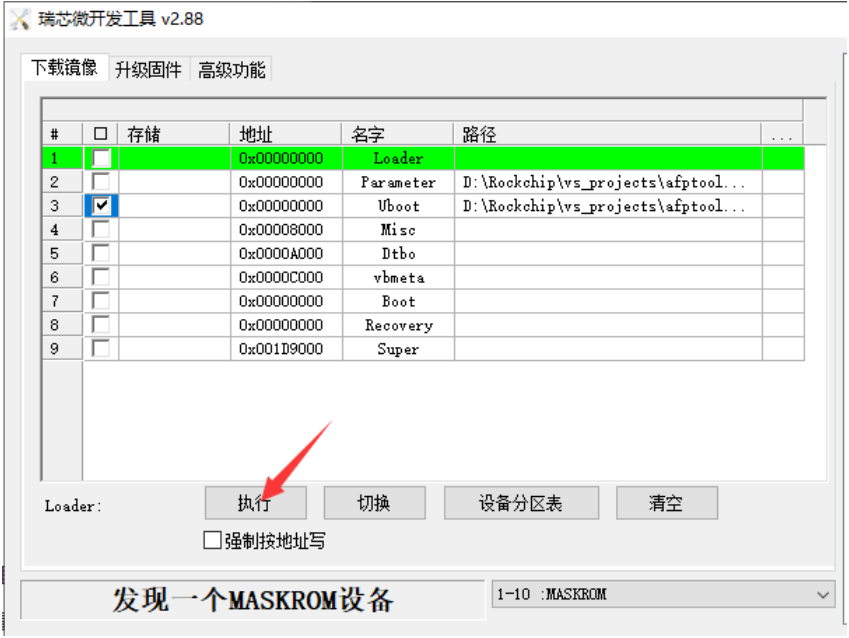 瑞芯微开发工具 v2.88
下载镜像 升级固件 高级功能
# 存储 地址 名字 路径 ...
1 0x00000000 Loader
2 0x00000000 Parameter D:\Rockchip\vs_projects\afptool...
3 0x00000000 Uboot D:\Rockchip\vs_projects\afptool...
4 0x00008000 Misc
5 0x0000A000 Dtbo
6 0x0000C000 vbmeta
7 0x00000000 Boot
8 0x00000000 Recovery
9 0x001D9000 Super
Loader: 执行 切换 设备分区表 清空
强制按地址写
发现一个MASKROM设备 1-10 :MASKROM